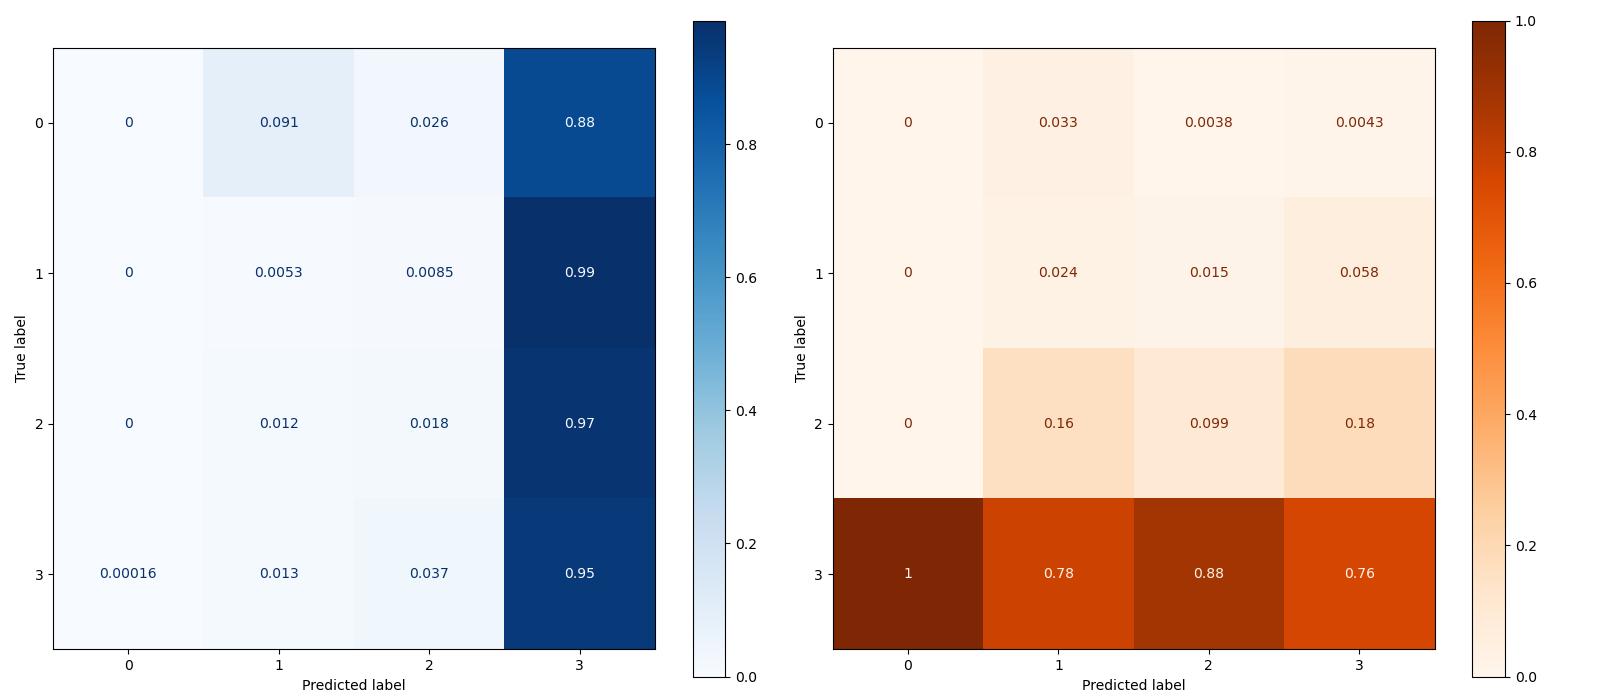 1.0
0 0 0.091 0.026 0.88 0 0 0.033 0.0038 0.0043
0.8 0.8
1 0 0.0053 0.0085 0.99 1 0 0.024 0.015 0.058
0.6 0.6
True label True label
0.4 0.4
2 0 0.012 0.018 0.97 2 0 0.16 0.099 0.18
0.2 0.2
3 0.00016 0.013 0.037 0.95 3 1 0.78 0.88 0.76
0 1 2 3 0.0 0 1 2 3 0.0
Predicted label Predicted label